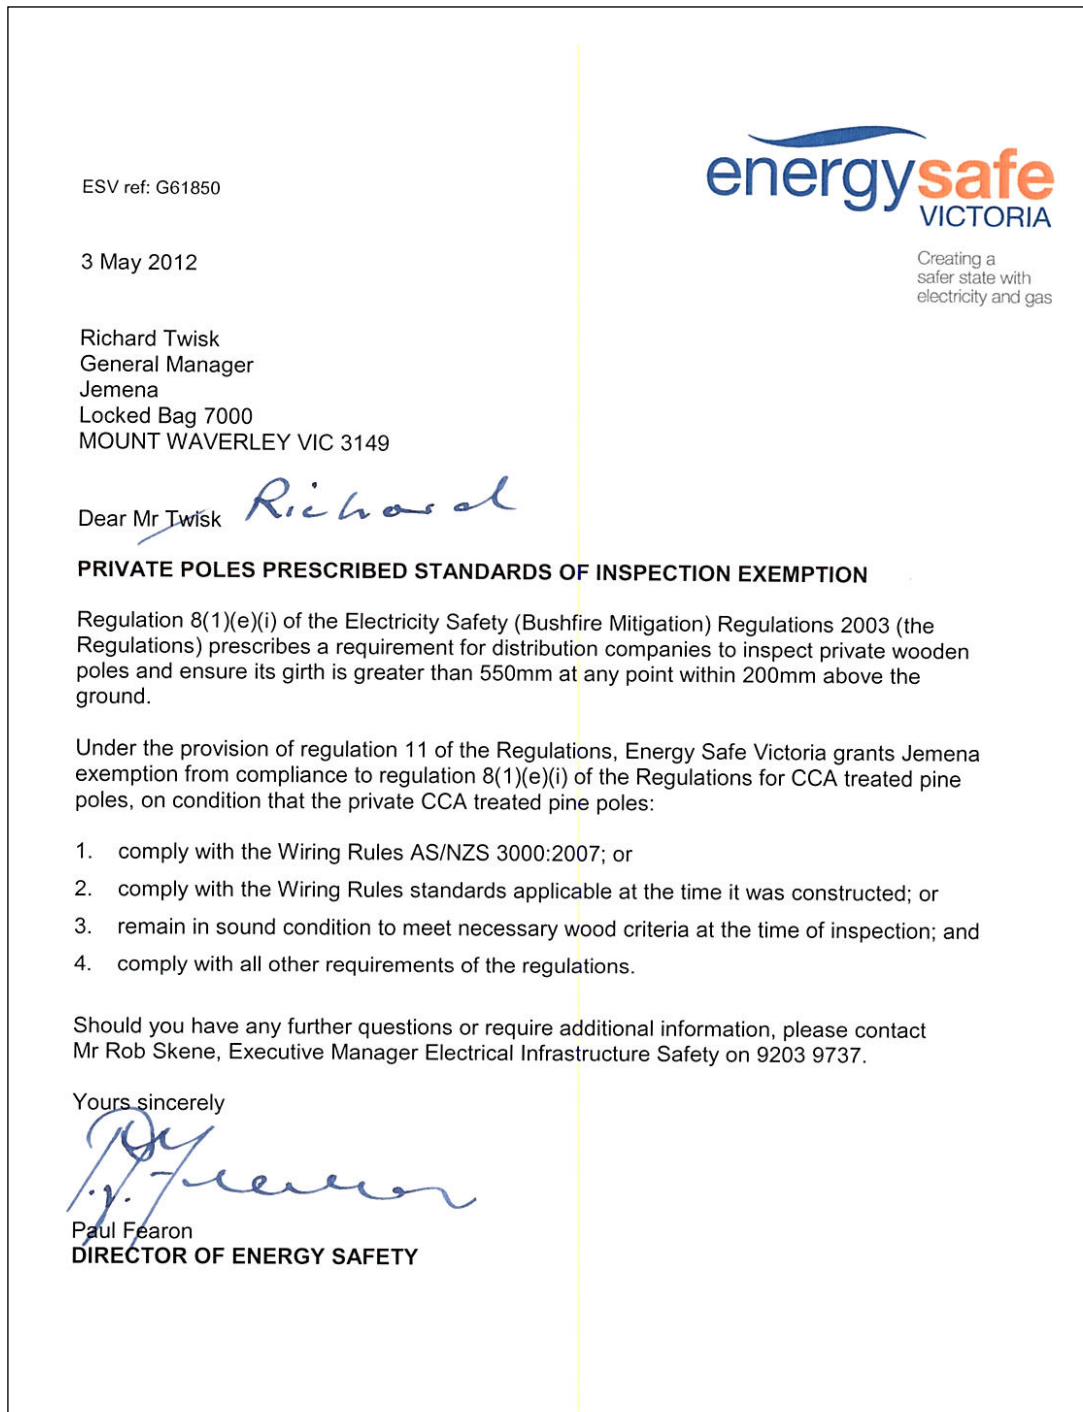 ESV ref: G61850
energysafe
VICTORIA
Creating a
safer state with
electricity and gas
3 May 2012
Richard Twisk
General Manager
Jemena
Locked Bag 7000
MOUNT WAVERLEY VIC 3149
Dear Mr Twisk Richard
PRIVATE POLES PRESCRIBED STANDARDS OF INSPECTION EXEMPTION
Regulation 8(1)(e)(i) of the Electricity Safety (Bushfire Mitigation) Regulations 2003 (the
Regulations) prescribes a requirement for distribution companies to inspect private wooden
poles and ensure its girth is greater than 550mm at any point within 200mm above the
ground.
Under the provision of regulation 11 of the Regulations, Energy Safe Victoria grants Jemena
exemption from compliance to regulation 8(1)(e)(i) of the Regulations for CCA treated pine
poles, on condition that the private CCA treated pine poles:
1. comply with the Wiring Rules AS/NZS 3000:2007; or
2. comply with the Wiring Rules standards applicable at the time it was constructed; or
3. remain in sound condition to meet necessary wood criteria at the time of inspection; and
4. comply with all other requirements of the regulations.
Should you have any further questions or require additional information, please contact
Mr Rob Skene, Executive Manager Electrical Infrastructure Safety on 9203 9737.
Yours sincerely
Paul Fearon
DIRECTOR OF ENERGY SAFETY